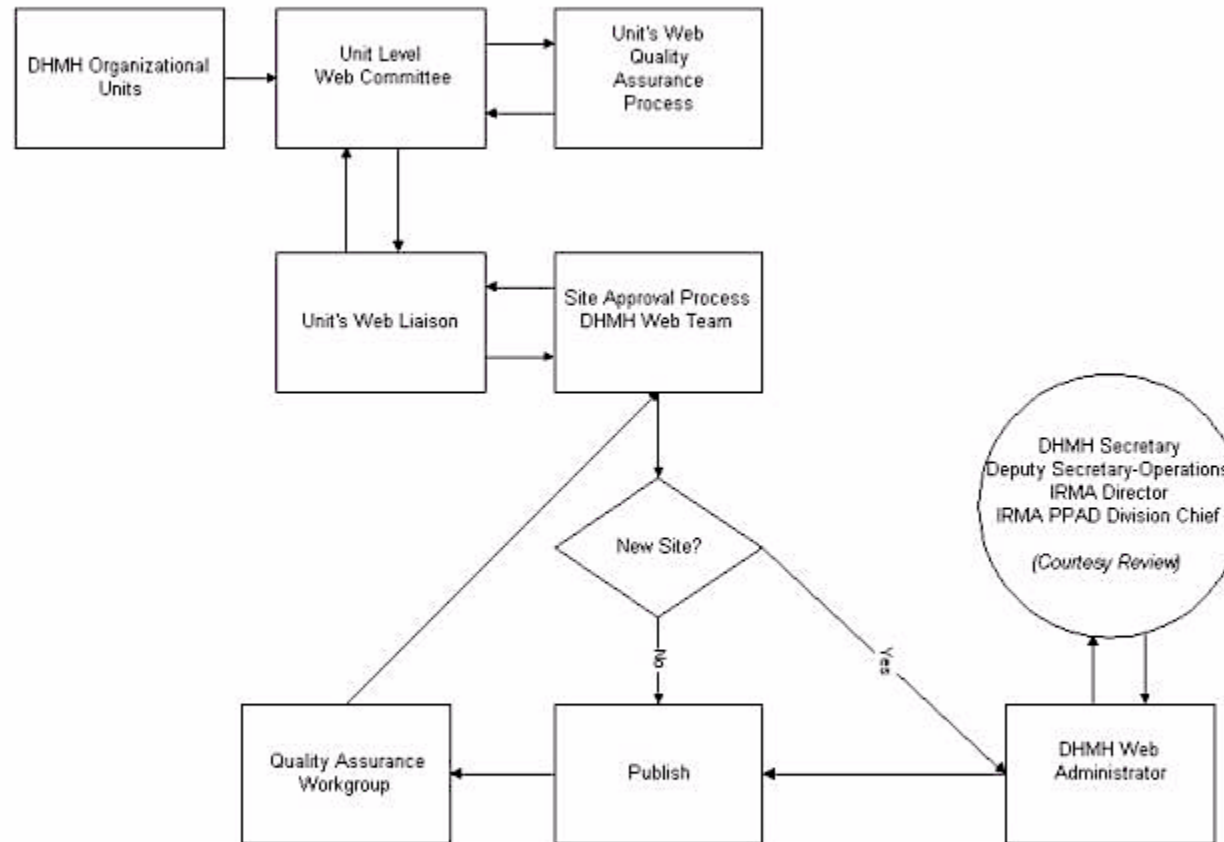 DHMH Organizational
Units
Unit Level
Web Committee
Unit's Web
Quality
Assurance
Process
Unit's Web Liaison
Site Approval Process
DHMH Web Team
DHMH Secretary
Deputy Secretary-Operations
IRMA Director
IRMA PPAD Division Chief
(Courtesy Review)
New Site?
No
Yes
Quality Assurance
Workgroup
Publish
DHMH Web
Administrator